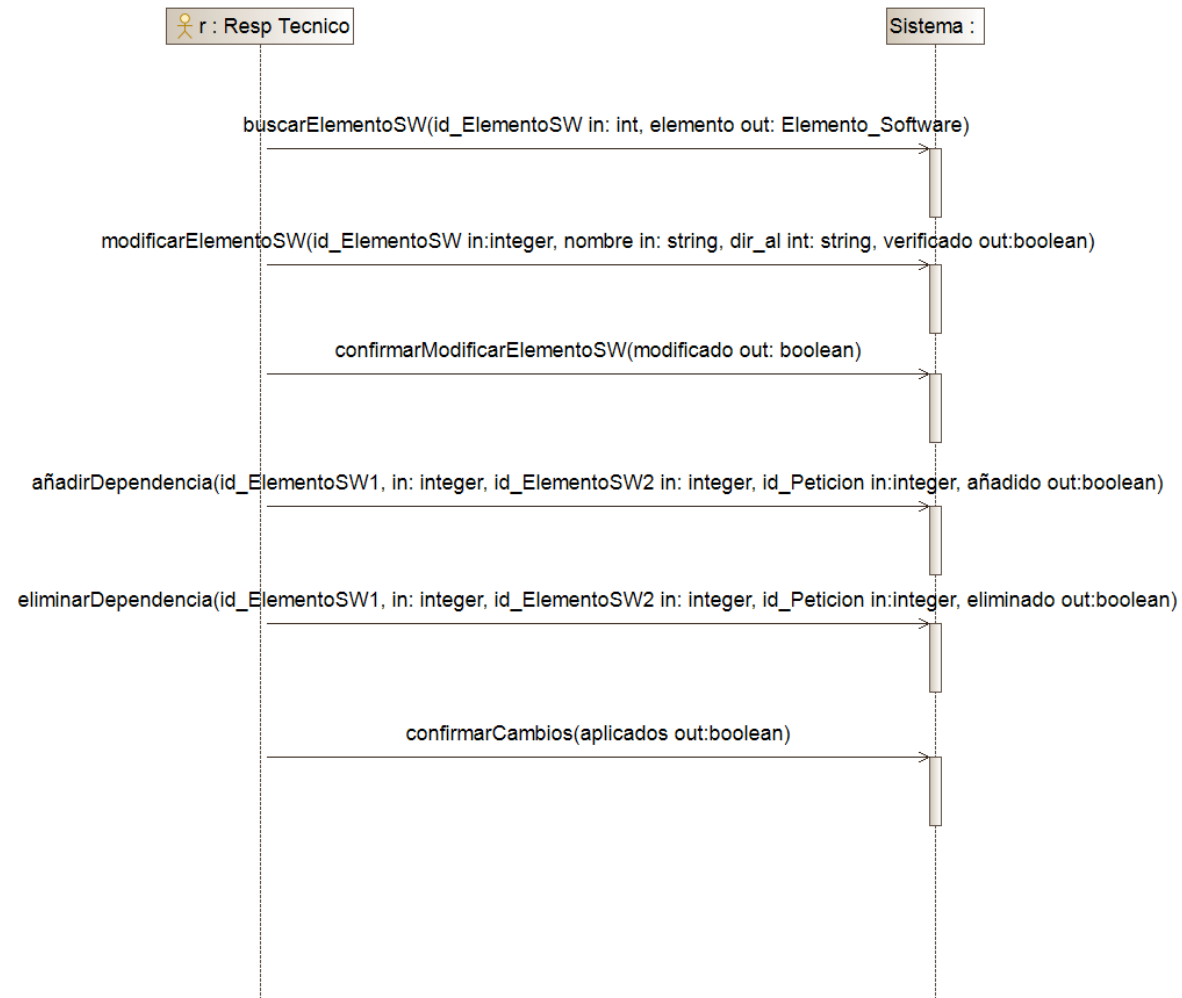 r : Resp Tecnico
Sistema :
buscarElementoSW(id_ElementoSW in: int, elemento out: Elemento_Software)
modificarElementoSW(id_ElementoSW in:integer, nombre in: string, dir_al int: string, verificado out:boolean)
confirmarModificarElementoSW(modificado out: boolean)
añadirDependencia(id_ElementoSW1, in: integer, id_ElementoSW2 in: integer, id_Peticion in:integer, añadido out:boolean)
eliminarDependencia(id_ElementoSW1, in: integer, id_ElementoSW2 in: integer, id_Peticion in:integer, eliminado out:boolean)
confirmarCambios(aplicados out:boolean)